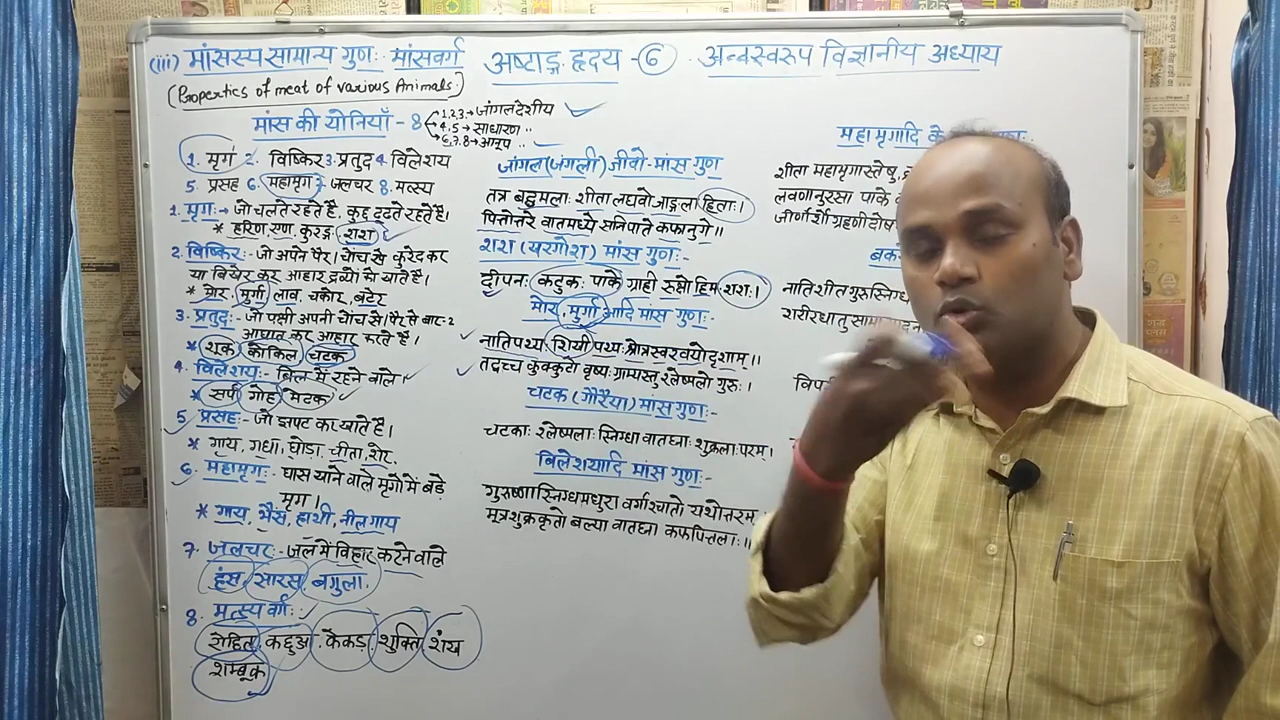 (iii) मांसस्य सामान्य गुणः मांसवर्ग अष्टाङ्ग हृदय -6 . अन्नस्वरूप विज्ञानीय अध्याय
(Properties of meat of various Animals.)
मांस की योनियाँ - 8
1,2,3 → जांगलदेशीय
4,5 → साधारण ,,
6,7,8 → आनूप ,,
1. मृग 2. विष्किर 3. प्रतुद 4. विलेशय
5. प्रसह 6. महामृग 7. जलचर 8. मत्स्य
1. मृग:→ जो चलते रहते है, कुछ ढूढते रहते है।
* हरिण, एण, कुरङ्ग, शश
2. विष्किर:- जो अपने पैर। चोंच से कुरेद कर
या बिखेर कर आहार द्रव्यो को खाते है।
* मोर, मुर्गा, लाव, चकोर, बटेर
3. प्रतुद:- जो पक्षी अपनी चोंच से। पैर से बार-2
आघात कर आहार करते है।
* शुक, कोकिल, चटक
4. विलेशय:- बिल में रहने वाले।
* सर्प, गोह
5. प्रसह:- जो झपट कर खाते है।
* गाय, गधा, घोड़ा, चीता, शेर,
6. महामृग:- घास खाने वाले मृगो में बड़े
मृग।
* गाय, भैंस, हाथी, नीलगाय
7. जलचर:- जल में विहार करने वाले
हंस, सारस, बगुला.
8. मत्स्य वर्ग:-
रोहित, कछुआ, केकड़ा, शुक्ति, शंख
शम्बूक
जांगल (जंगली) जीवो-मांस गुण
तत्र बद्धमलाः शीता लघवो जाङ्गला हिताः।
पित्तोत्तरे वातमध्ये सन्निपाते कफानुगे॥
शश (खरगोश) मांस गुण:-
दीपनः कटुकः पाके ग्राही रुक्षो हिम शशः।
मोर, मुर्गा आदि मांस गुण:-
नातिपथ्य शिखी पथ्यः श्रोत्रस्वरवयोदृशाम्॥
तद्वच्च कुक्कुटो वृष्यः ग्राम्यस्तु श्लेष्मलो गुरुः।
चटक (गौरैया) मांस गुण:-
चटकाः श्लेष्मलाः स्निग्धा वातघ्नाः शुक्रलाः परम्।
बिलेशयादि मांस गुण:-
गुरुष्णास्निग्धमधुरा वर्गाश्चातो यथोत्तरम्
मूत्रशुक्रकृतो बल्या वातघ्ना कफपित्तलाः॥
महामृगादि के
शीता महामृगास्तेषु
लवणानुरसा पाके
जीर्णार्शोग्रहणीदोष
नातिशीत गुरुस्निग्ध
शरीरधातुसामा